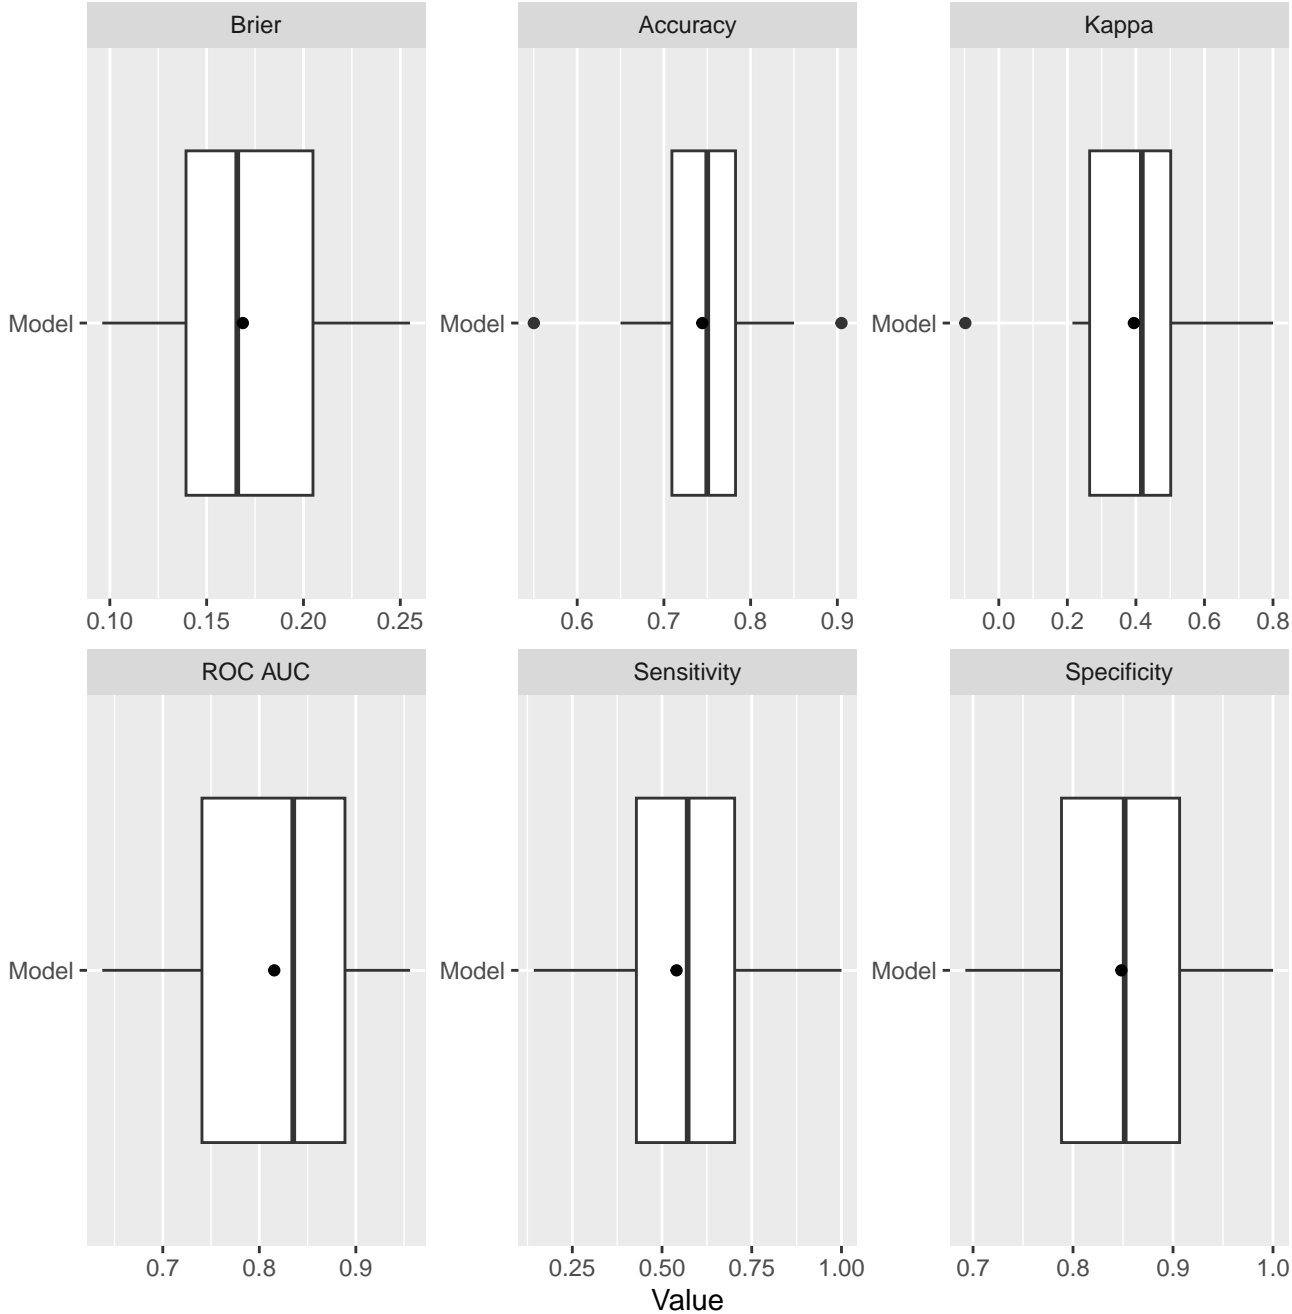 Brier Accuracy Kappa
Model Model Model
0.10 0.15 0.20 0.25 0.6 0.7 0.8 0.9 0.0 0.2 0.4 0.6 0.8
ROC AUC Sensitivity Specificity
Model Model Model
0.7 0.8 0.9 0.25 0.50 0.75 1.00 0.7 0.8 0.9 1.0
Value